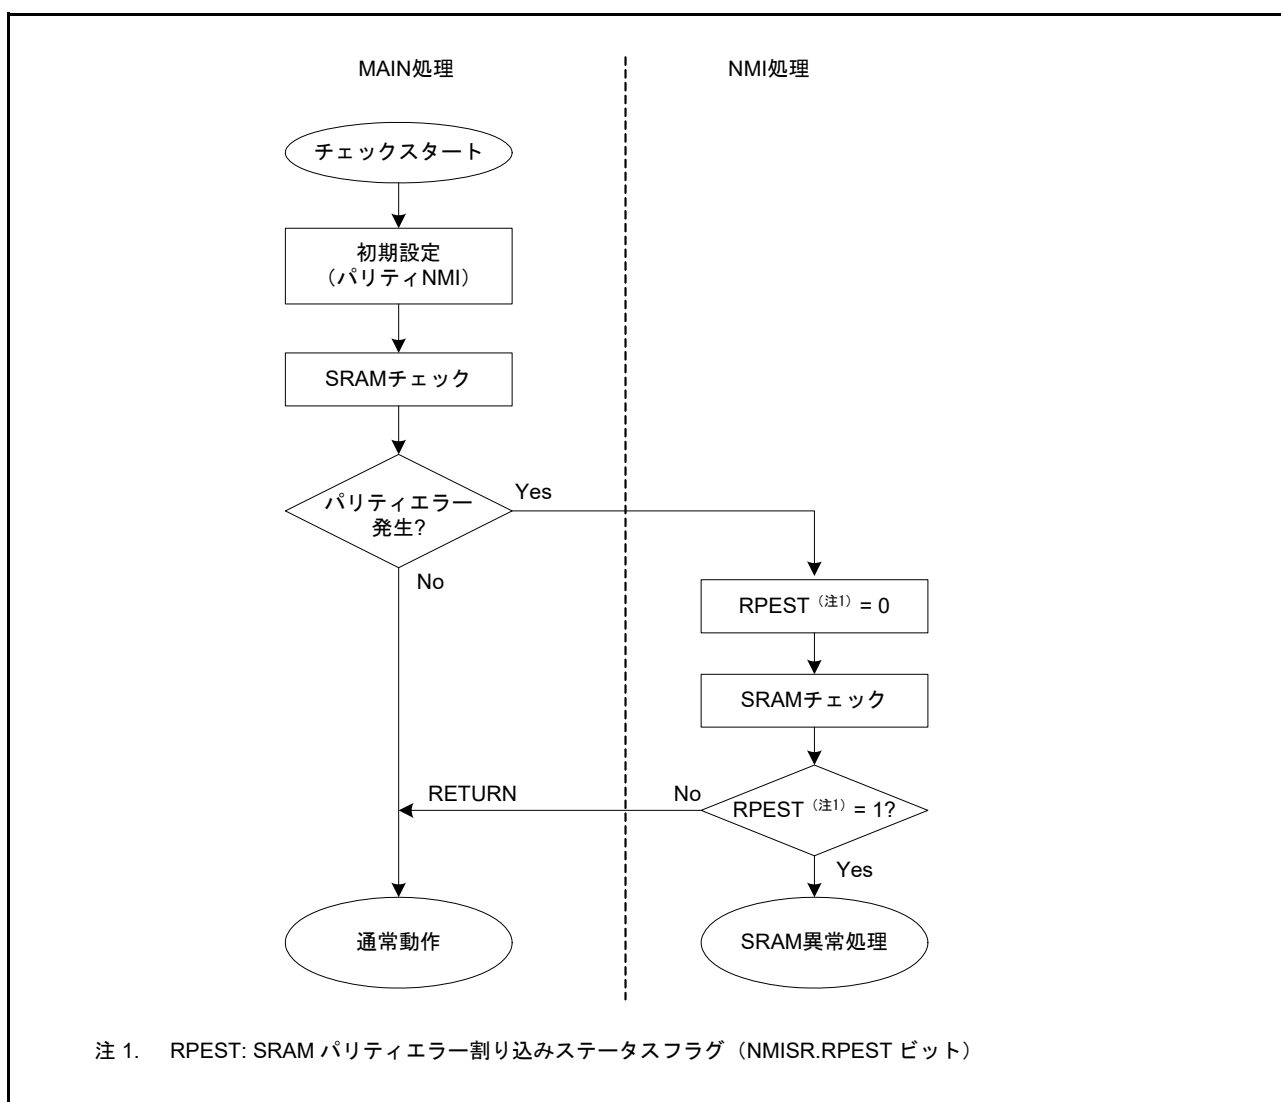 MAIN処理
NMI処理
チェックスタート
初期設定
（パリティNMI）
SRAMチェック
パリティエラー
発生?
Yes
No
RPEST（注1）= 0
SRAMチェック
RPEST（注1）= 1?
No
RETURN
Yes
通常動作
SRAM異常処理
注 1. RPEST: SRAM パリティエラー割り込みステータスフラグ（NMISR.RPEST ビット）